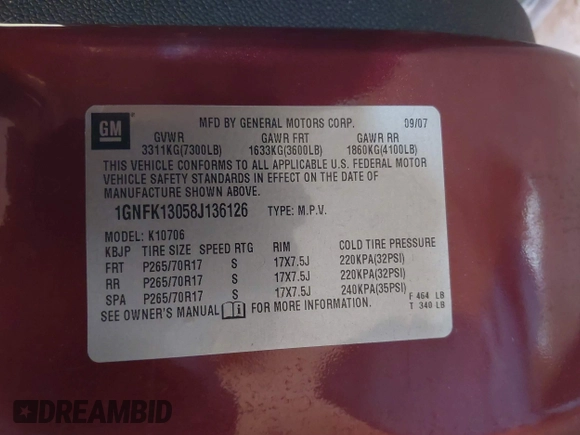 GM
MFD BY GENERAL MOTORS CORP. 09/07
GVWR GAWR FRT GAWR RR
3311KG(7300LB) 1633KG(3600LB) 1860KG(4100LB)
THIS VEHICLE CONFORMS TO ALL APPLICABLE U.S. FEDERAL MOTOR
VEHICLE SAFETY STANDARDS IN EFFECT ON THE DATE OF
MANUFACTURE SHOWN ABOVE.
1GNFK13058J136126 TYPE: M.P.V.
MODEL: K10706
KBJP TIRE SIZE SPEED RTG RIM COLD TIRE PRESSURE
FRT P265/70R17 S 17X7.5J 220KPA(32PSI)
RR P265/70R17 S 17X7.5J 220KPA(32PSI)
SPA P265/70R17 S 17X7.5J 240KPA(35PSI)
SEE OWNER'S MANUAL FOR MORE INFORMATION.
F 464 LB
T 340 LB
DREAMBID